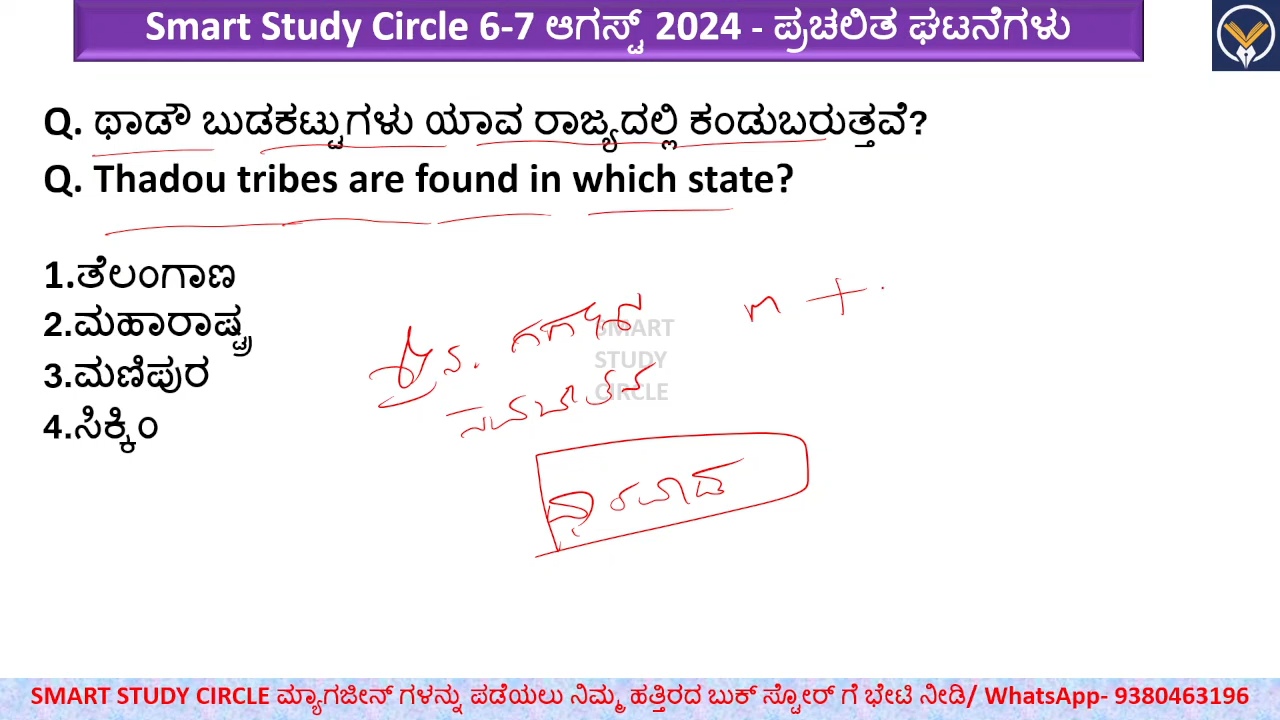 Smart Study Circle 6-7 ಆಗಸ್ಟ್ 2024 - ಪ್ರಚಲಿತ ಘಟನೆಗಳು
Q. ಥಾಡೌ ಬುಡಕಟ್ಟುಗಳು ಯಾವ ರಾಜ್ಯದಲ್ಲಿ ಕಂಡುಬರುತ್ತವೆ?
Q. Thadou tribes are found in which state?
1.ತೆಲಂಗಾಣ
2.ಮಹಾರಾಷ್ಟ್ರ
3.ಮಣಿಪುರ
4.ಸಿಕ್ಕಿಂ
SMART
STUDY
CIRCLE
SMART STUDY CIRCLE ಮ್ಯಾಗಜೀನ್ ಗಳನ್ನು ಪಡೆಯಲು ನಿಮ್ಮ ಹತ್ತಿರದ ಬುಕ್ ಸ್ಟೋರ್ ಗೆ ಭೇಟಿ ನೀಡಿ/ WhatsApp- 9380463196